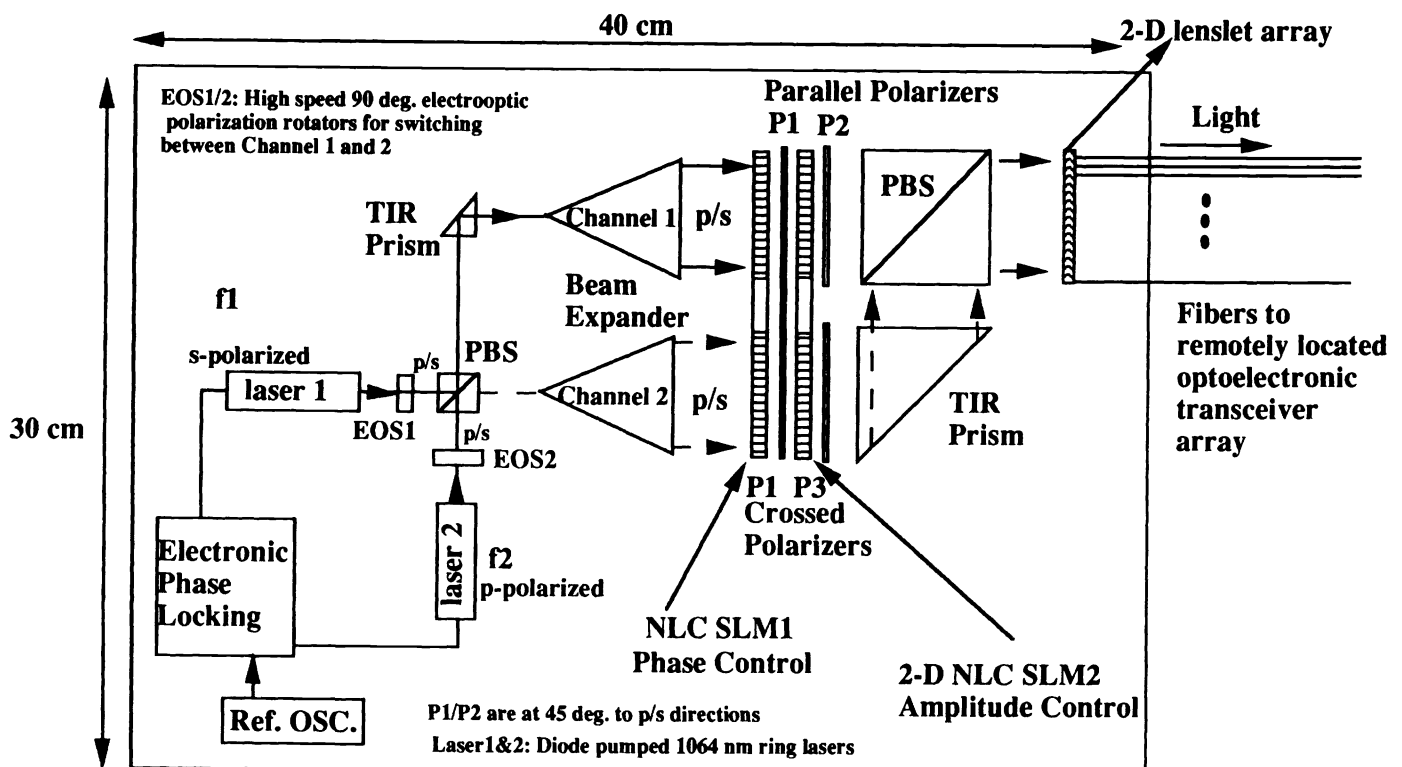 40 cm
2-D lenslet array
EOS1/2: High speed 90 deg. electrooptic
polarization rotators for switching
between Channel 1 and 2
Parallel Polarizers
P1 P2
Light
TIR
Prism
Channel 1
p/s
PBS
f1
Beam
Expander
s-polarized
p/s
PBS
laser 1
EOS1
p/s
Channel 2
p/s
TIR
Prism
Fibers to
remotely located
optoelectronic
transceiver
array
30 cm
EOS2
P1 P3
Crossed
Polarizers
Electronic
Phase
Locking
laser 2
f2
p-polarized
NLC SLM1
Phase Control
2-D NLC SLM2
Amplitude Control
Ref. OSC.
P1/P2 are at 45 deg. to p/s directions
Laser1&2: Diode pumped 1064 nm ring lasers